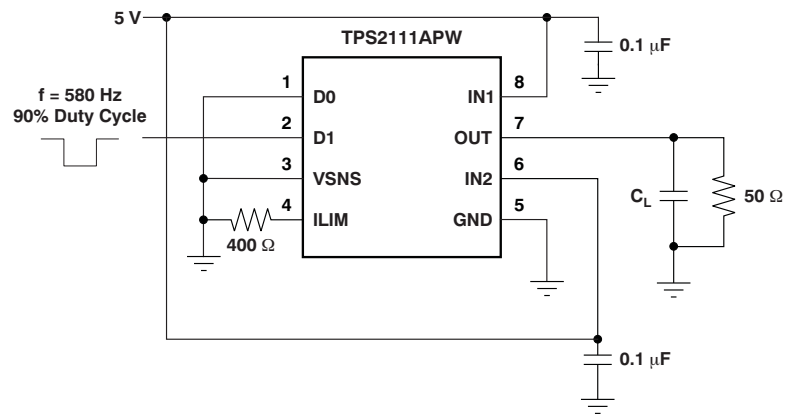 5 V
TPS2111APW
0.1 µF
f = 580 Hz
90% Duty Cycle
1
D0
IN1
8
2
D1
OUT
7
3
VSNS
IN2
6
4
ILIM
GND
5
400 Ω
CL
50 Ω
0.1 µF